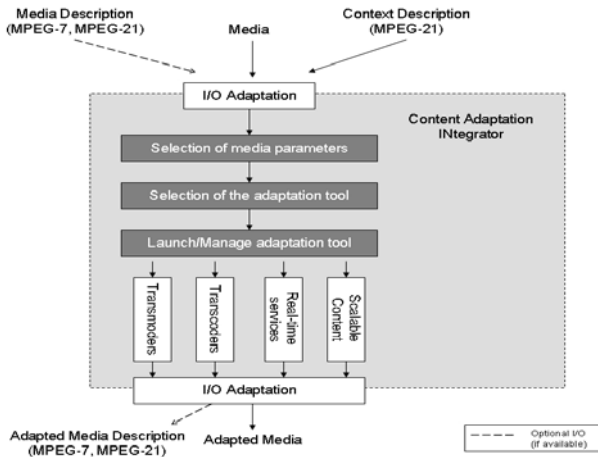 Media Description
(MPEG-7, MPEG-21)
Media
Context Description
(MPEG-21)
I/O Adaptation
Content Adaptation
INtegrator
Selection of media parameters
Selection of the adaptation tool
Launch/Manage adaptation tool
Transmoders
Transcoders
Real-time
services
Scalable
Content
I/O Adaptation
Adapted Media Description
(MPEG-7, MPEG-21)
Adapted Media
Optional I/O
(if available)